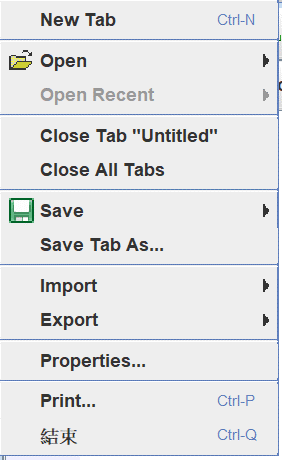 New Tab Ctrl-N
Open
Open Recent
Close Tab "Untitled"
Close All Tabs
Save
Save Tab As...
Import
Export
Properties...
Print... Ctrl-P
結束 Ctrl-Q